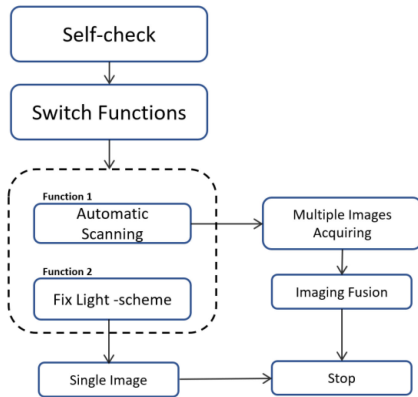 Self-check
Switch Functions
Function 1
Automatic
Scanning
Multiple Images
Acquiring
Function 2
Fix Light -scheme
Imaging Fusion
Single Image
Stop